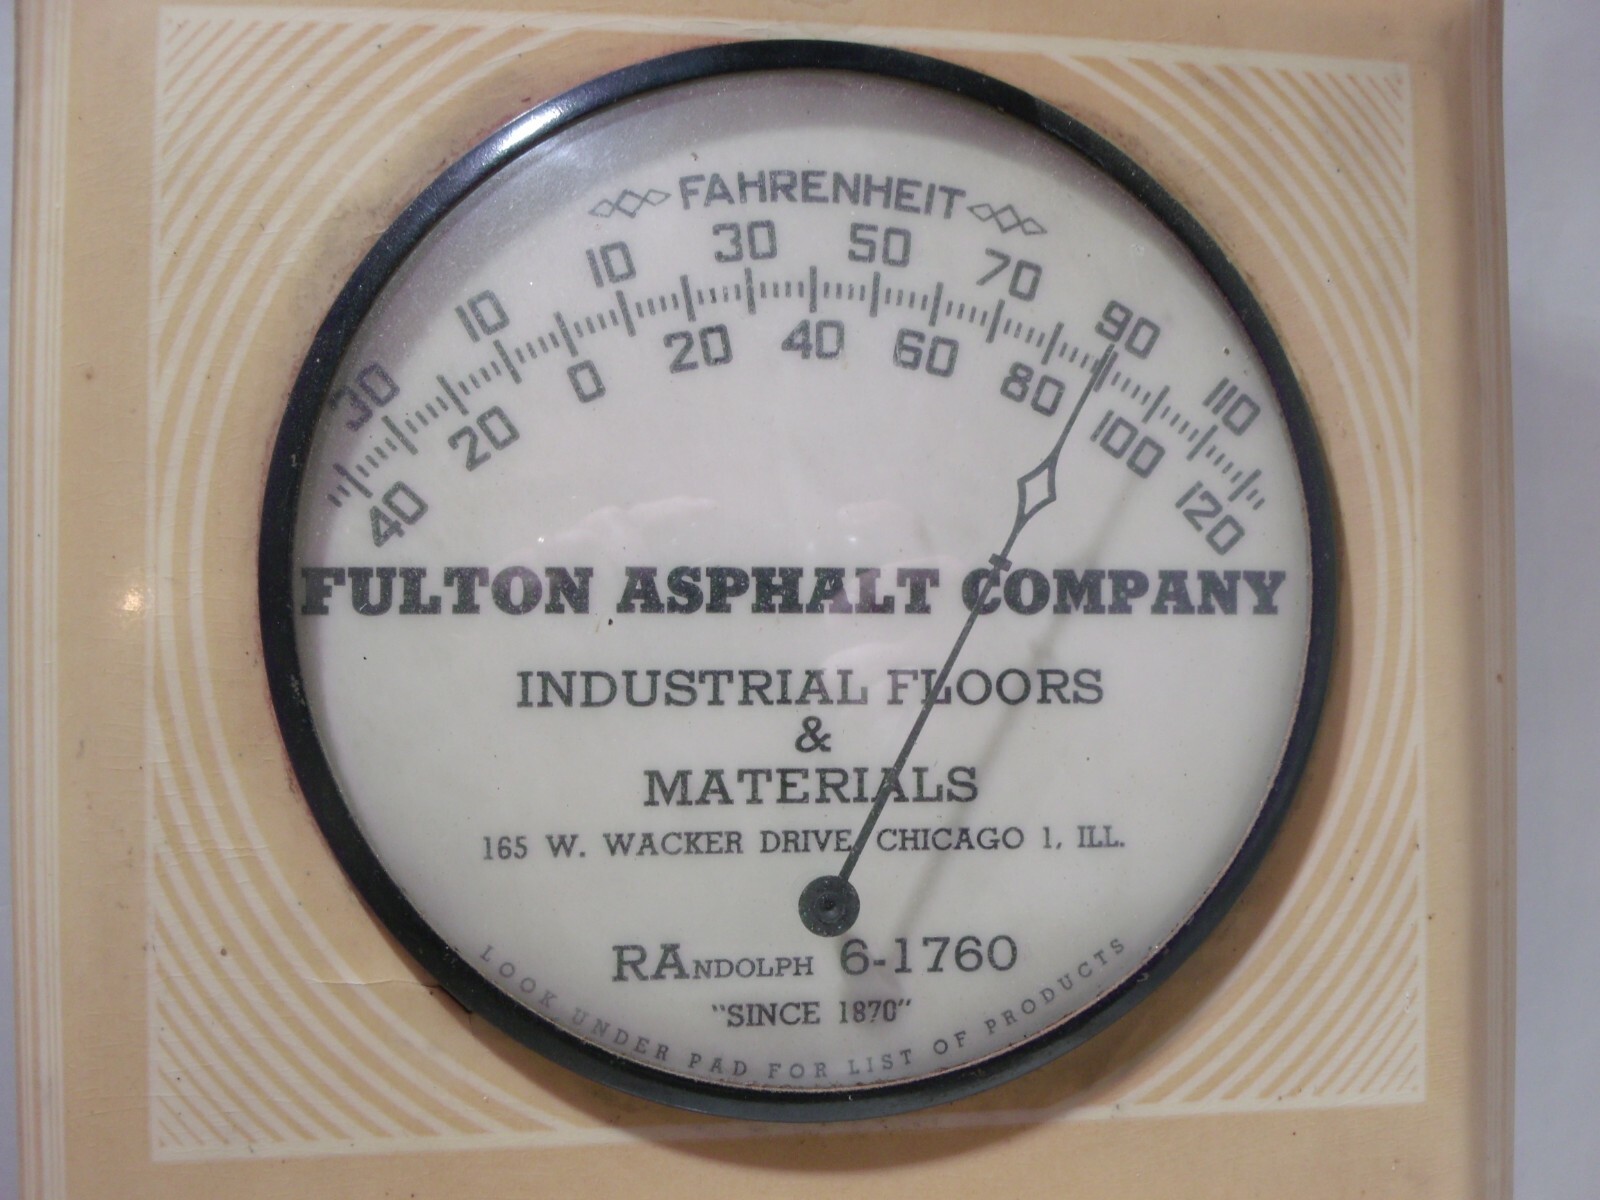 FAHRENHEIT
30 10 10 30 50 70 90 110
40 20 0 20 40 60 80 100 120
FULTON ASPHALT COMPANY
INDUSTRIAL FLOORS
&
MATERIALS
165 W. WACKER DRIVE, CHICAGO 1, ILL.
RANDOLPH 6-1760
"SINCE 1870"
LOOK UNDER PAD FOR LIST OF PRODUCTS